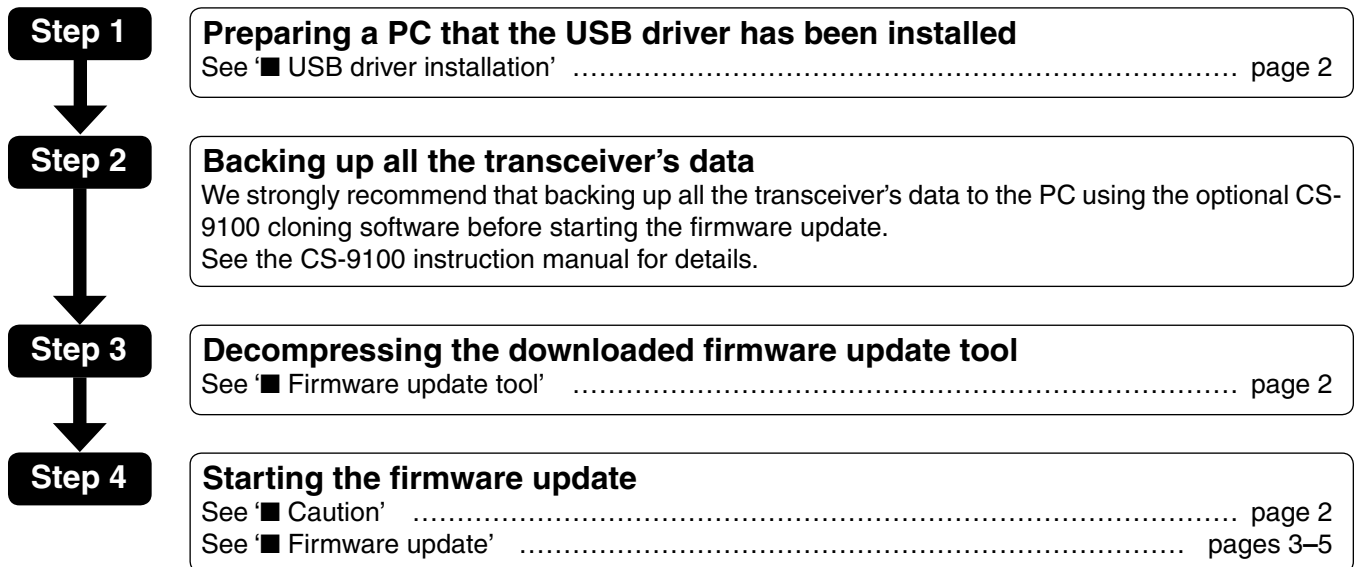 Step 1
Preparing a PC that the USB driver has been installed
See ‘■ USB driver installation’ ........................................................................... page 2
Step 2
Backing up all the transceiver’s data
We strongly recommend that backing up all the transceiver’s data to the PC using the optional CS-
9100 cloning software before starting the firmware update.
See the CS-9100 instruction manual for details.
Step 3
Decompressing the downloaded firmware update tool
See ‘■ Firmware update tool’ ........................................................................... page 2
Step 4
Starting the firmware update
See ‘■ Caution’ ............................................................................................. page 2
See ‘■ Firmware update’ ........................................................................... pages 3–5